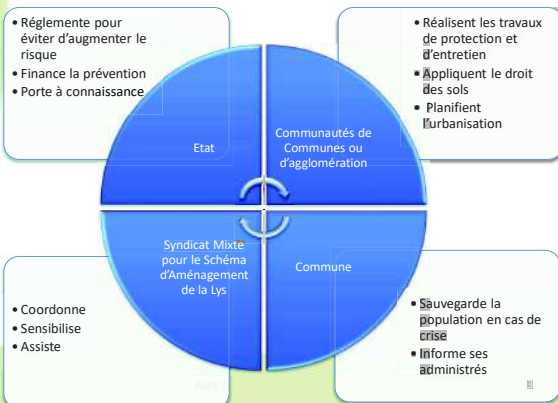 • Réglemente pour
éviter d'augmenter le
risque
• Finance la prévention
• Porte à connaissance
• Réalisent les travaux
de protection et
d'entretien
• Appliquent le droit
des sols
• Planifient
l'urbanisation
Etat
Communautés de
Communes ou
d'agglomération
Syndicat Mixte
pour le Schéma
d'Aménagement
de la Lys
Commune
• Coordonne
• Sensibilise
• Assiste
• Sauvegarde la
population en cas de
crise
• Informe ses
administrés
PAPI 3